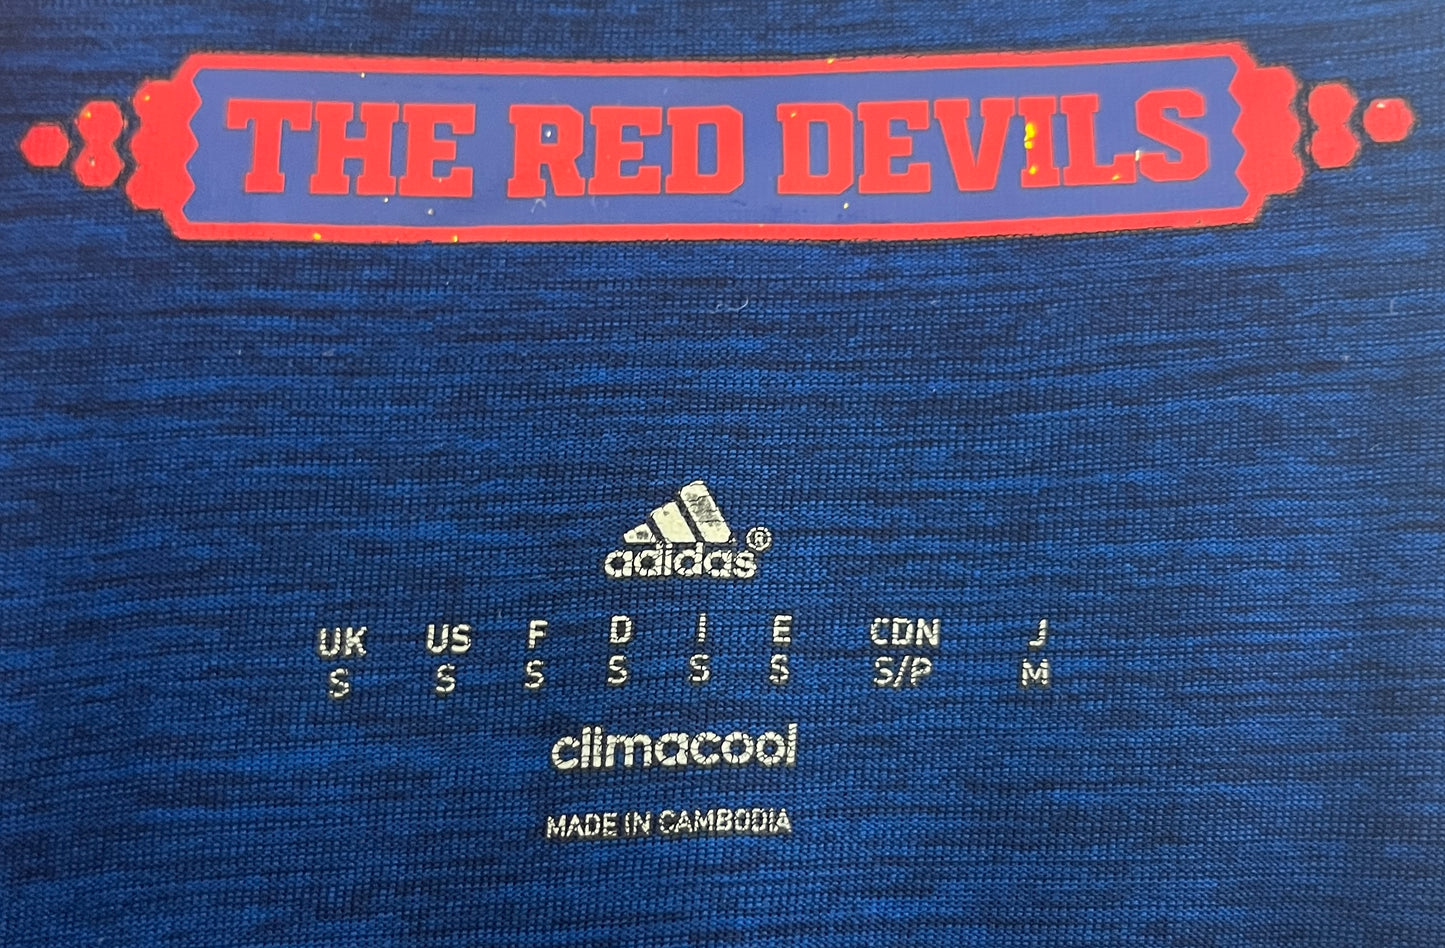 THE RED DEVILS
adidas®
UK US F D I E CDN J
S S S S S S S/P M
climacool
MADE IN CAMBODIA